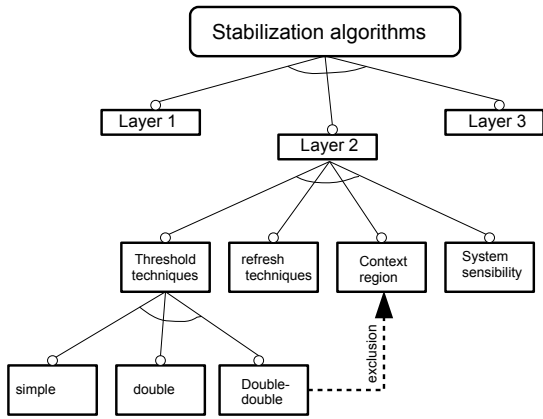 Stabilization algorithms
Layer 1
Layer 3
Layer 2
Threshold
techniques
refresh
techniques
Context
region
System
sensibility
exclusion
simple
double
Double-
double